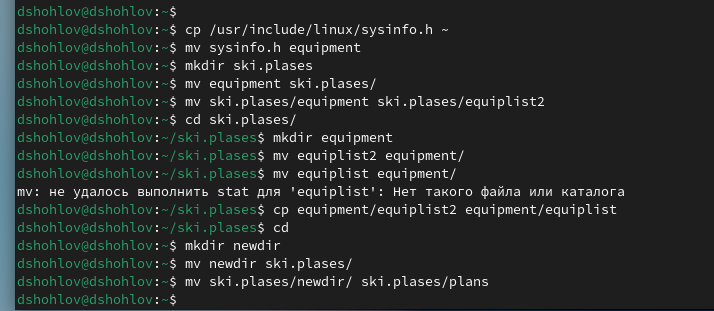 dshohlov@dshohlov:~$
dshohlov@dshohlov:~$ cp /usr/include/linux/sysinfo.h ~
dshohlov@dshohlov:~$ mv sysinfo.h equipment
dshohlov@dshohlov:~$ mkdir ski.plases
dshohlov@dshohlov:~$ mv equipment ski.plases/
dshohlov@dshohlov:~$ mv ski.plases/equipment ski.plases/equiplist2
dshohlov@dshohlov:~$ cd ski.plases/
dshohlov@dshohlov:~/ski.plases$ mkdir equipment
dshohlov@dshohlov:~/ski.plases$ mv equiplist2 equipment/
dshohlov@dshohlov:~/ski.plases$ mv equiplist equipment/
mv: не удалось выполнить stat для 'equiplist': Нет такого файла или каталога
dshohlov@dshohlov:~/ski.plases$ cp equipment/equiplist2 equipment/equiplist
dshohlov@dshohlov:~/ski.plases$ cd
dshohlov@dshohlov:~$ mkdir newdir
dshohlov@dshohlov:~$ mv newdir ski.plases/
dshohlov@dshohlov:~$ mv ski.plases/newdir/ ski.plases/plans
dshohlov@dshohlov:~$